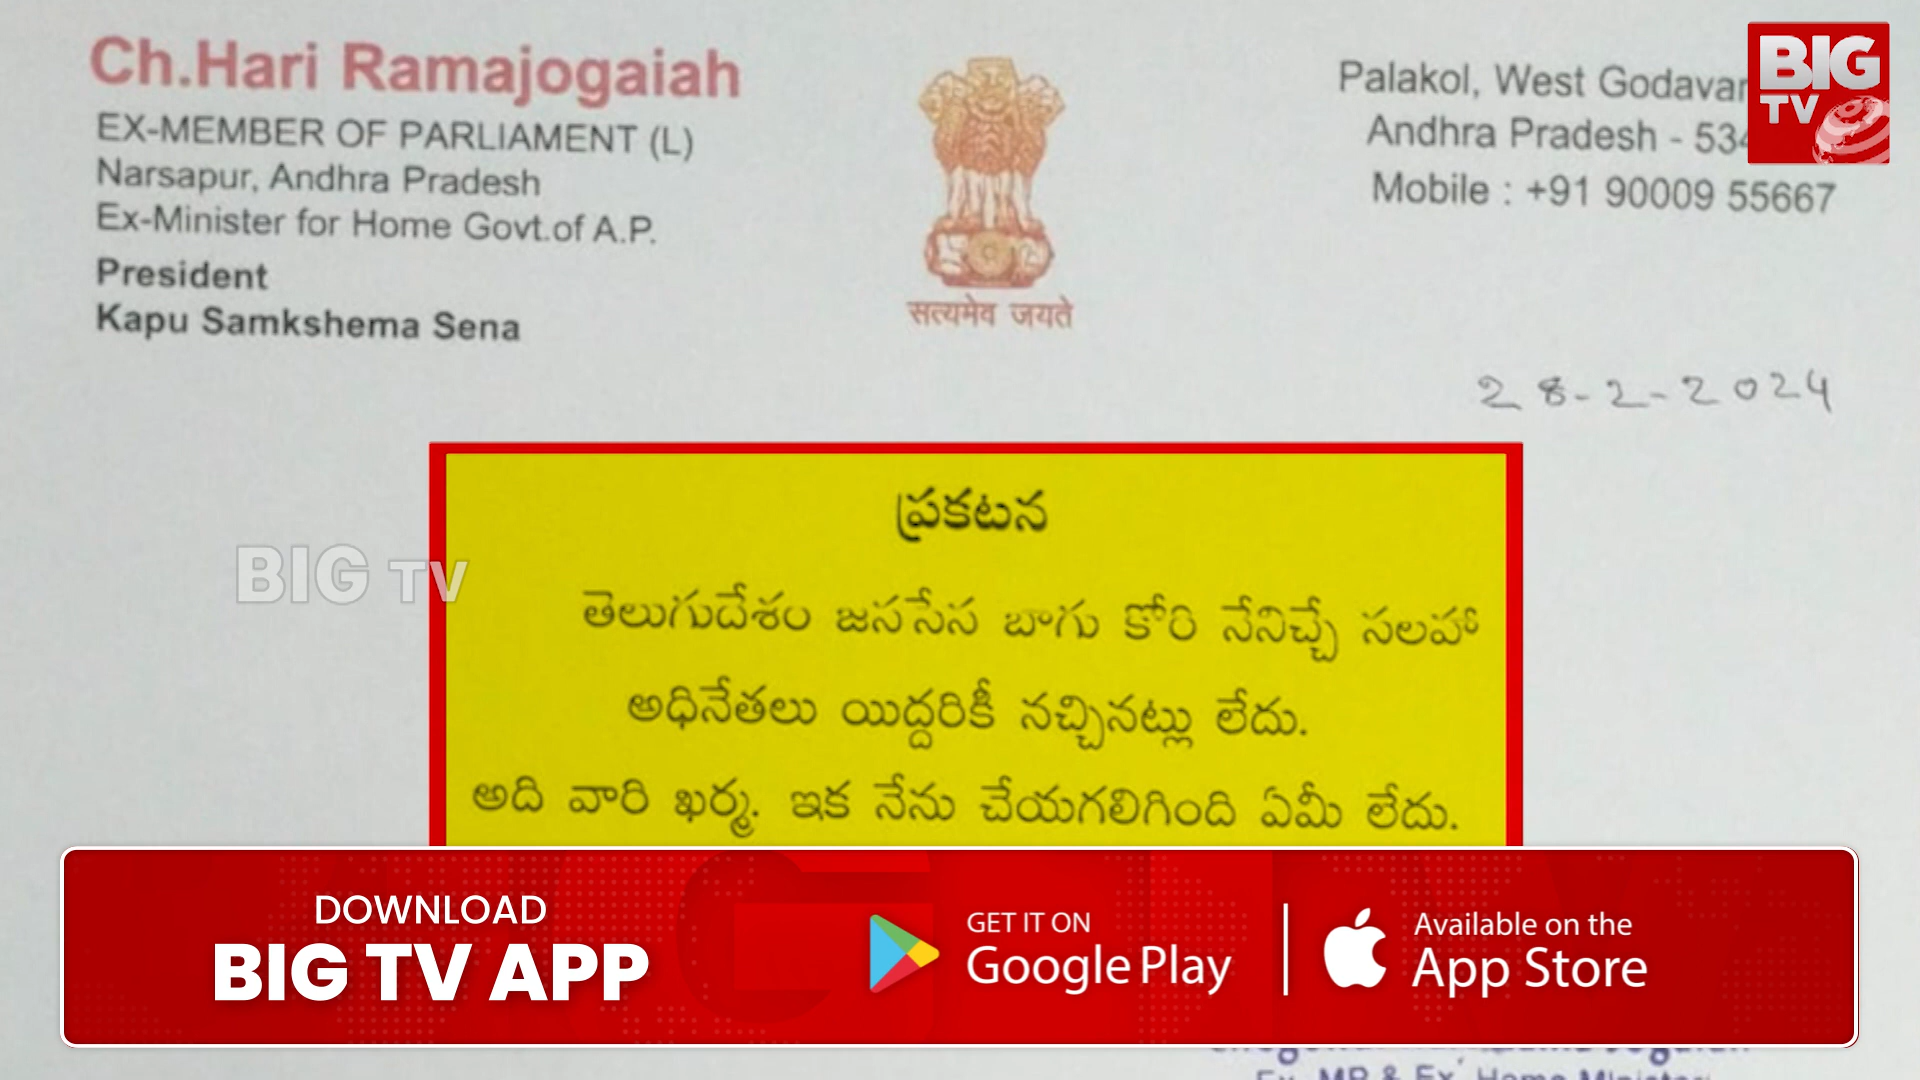 Ch.Hari Ramajogaiah
EX-MEMBER OF PARLIAMENT (L)
Narsapur, Andhra Pradesh
Ex-Minister for Home Govt.of A.P.
President
Kapu Samkshema Sena
सत्यमेव जयते
Palakol, West
Andhra Pradesh -
Mobile : +91 90009 55667
BIG
TV
28-2-2024
ప్రకటన
తెలుగుదేశం జససేస బాగు కోరి నేనిచ్చే సలహా
అధినేతలు యిద్దరికీ నచ్చినట్లు లేదు.
అది వారి ఖర్మ. ఇక నేను చేయగలిగింది ఏమీ లేదు.
BIG TV
DOWNLOAD
BIG TV APP
GET IT ON
Google Play
Available on the
App Store